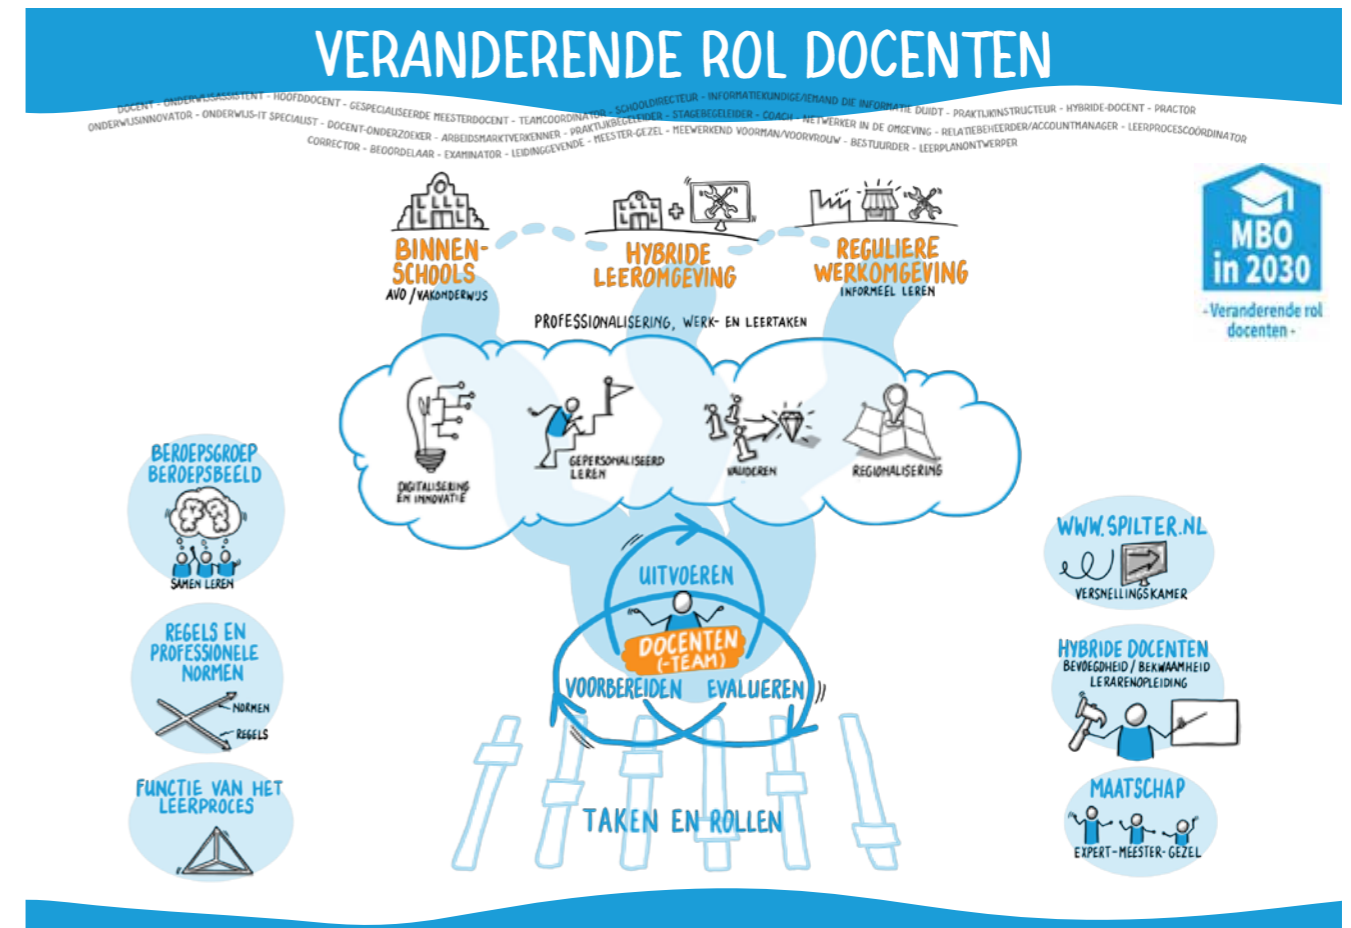 VERANDERENDE ROL DOCENTEN
DOCENT - ONDERWIJSASSISTENT - HOOFDDOCENT - GESPECIALISEERDE MEESTERDOCENT - TEAMCOORDINATOR - SCHOOLDIRECTEUR - INFORMATIEKUNDIGE/IEMAND DIE INFORMATIE DUIDT - PRAKTIJKINSTRUCTEUR - HYBRIDE-DOCENT - PRACTOR
ONDERWIJSINNOVATOR - ONDERWIJS-IT SPECIALIST - DOCENT-ONDERZOEKER - ARBEIDSMARKTVERKENNER - PRAKTIJKBEGELEIDER - STAGEBEGELEIDER - COACH - NETWERKER IN DE OMGEVING - RELATIEBEHEERDER/ACCOUNTMANAGER - LEERPROCESCOÖRDINATOR
CORRECTOR - BEOORDELAAR - EXAMINATOR - LEIDINGGEVENDE - MEESTER-GEZEL - MEEWERKEND VOORMAN/VOORVROUW - BESTUURDER - LEERPLANONTWERPER
MBO
in 2030
- Veranderende rol
docenten -
BINNEN-
SCHOOLS
AVO / VAKONDERWIJS
HYBRIDE
LEEROMGEVING
REGULIERE
WERKOMGEVING
INFORMEEL LEREN
PROFESSIONALISERING, WERK- EN LEERTAKEN
DIGITALISERING
EN INNOVATIE
GEPERSONALISEERD
LEREN
VALIDEREN
REGIONALISERING
BEROEPSGROEP
BEROEPSBEELD
SAMEN LEREN
REGELS EN
PROFESSIONELE
NORMEN
NORMEN
REGELS
FUNCTIE VAN HET
LEERPROCES
UITVOEREN
DOCENTEN
(-TEAM)
VOORBEREIDEN
EVALUEREN
TAKEN EN ROLLEN
WWW.SPILTER.NL
VERSNELLINGSKAMER
HYBRIDE DOCENTEN
BEVOEGDHEID / BEKWAAMHEID
LERARENOPLEIDING
MAATSCHAP
EXPERT-MEESTER-GEZEL